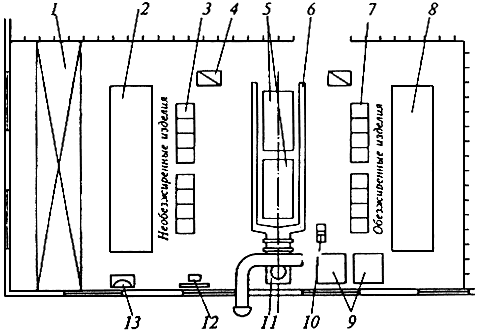 1 2 3 4 5 6 7 8
Необезжиренные изделия
Обезжиренные изделия
13 12 11 10 9